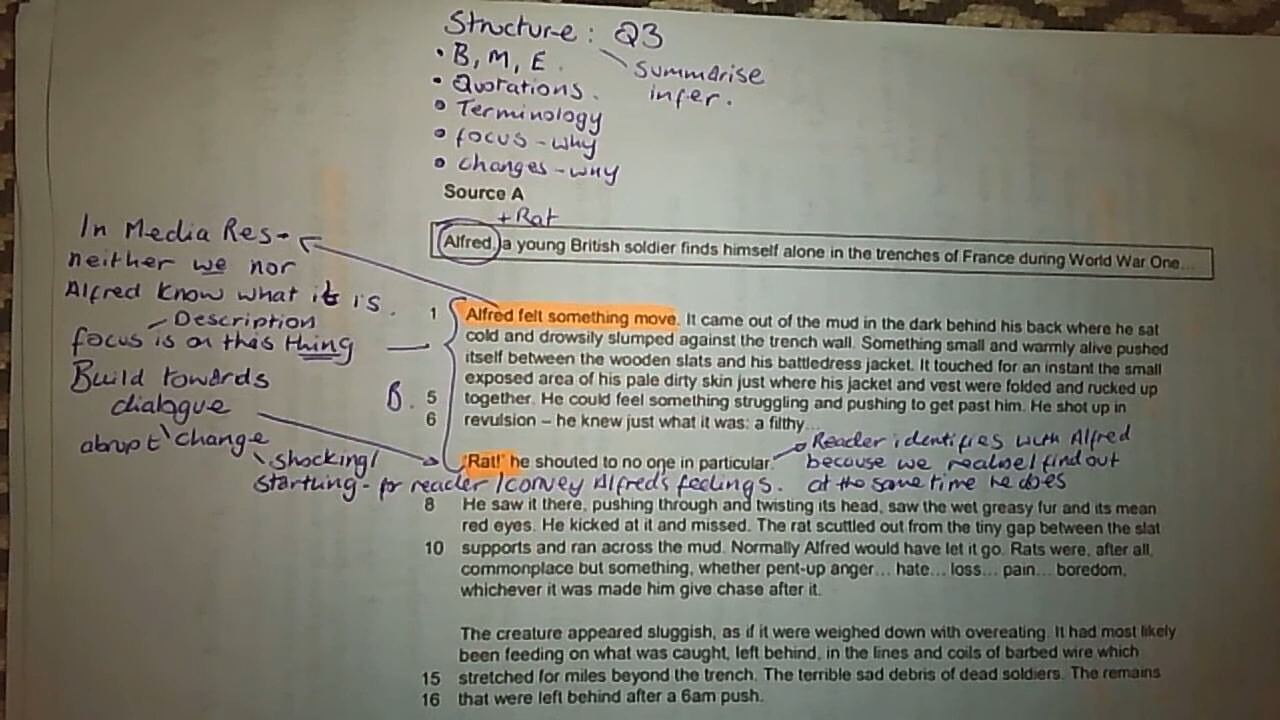 Structure: Q3
• B, M, E.
summarise
infer.
• Quotations.
• Terminology
• focus - why
• changes - why
Source A
+ Rat
Alfred, a young British soldier finds himself alone in the trenches of France during World War One...
In Media Res -
neither we nor
Alfred know what it is.
- Description
focus is on this thing
Build towards
dialogue
abrupt change
shocking/
startling - for reader / convey Alfred's feelings.
B.
1 Alfred felt something move. It came out of the mud in the dark behind his back where he sat
cold and drowsily slumped against the trench wall. Something small and warmly alive pushed
itself between the wooden slats and his battledress jacket. It touched for an instant the small
exposed area of his pale dirty skin just where his jacket and vest were folded and rucked up
5 together. He could feel something struggling and pushing to get past him. He shot up in
6 revulsion – he knew just what it was: a filthy...
'Rat!' he shouted to no one in particular.
Reader identifies with Alfred
because we realise/find out
at the same time he does
8 He saw it there, pushing through and twisting its head, saw the wet greasy fur and its mean
red eyes. He kicked at it and missed. The rat scuttled out from the tiny gap between the slat
10 supports and ran across the mud. Normally Alfred would have let it go. Rats were, after all,
commonplace but something, whether pent-up anger... hate... loss... pain... boredom,
whichever it was made him give chase after it.
The creature appeared sluggish, as if it were weighed down with overeating. It had most likely
been feeding on what was caught, left behind, in the lines and coils of barbed wire which
15 stretched for miles beyond the trench. The terrible sad debris of dead soldiers. The remains
16 that were left behind after a 6am push.